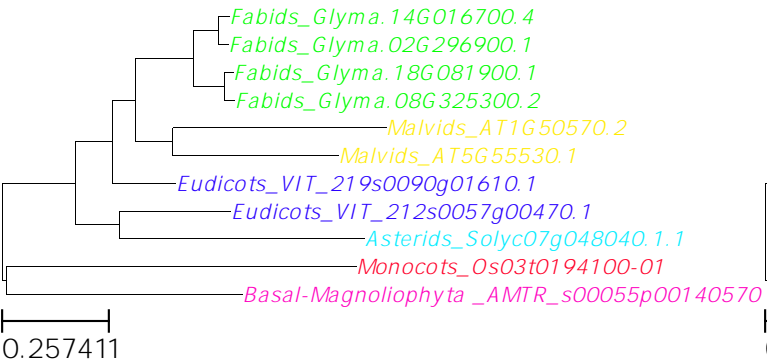 Fabids_Glyma.14G016700.4
Fabids_Glyma.02G296900.1
Fabids_Glyma.18G081900.1
Fabids_Glyma.08G325300.2
Malvids_AT1G50570.2
Malvids_AT5G55530.1
Eudicots_VIT_219s0090g01610.1
Eudicots_VIT_212s0057g00470.1
Asterids_Solyc07g048040.1.1
Monocots_Os03t0194100-01
Basal-Magnoliophyta _AMTR_s00055p00140570
0.257411